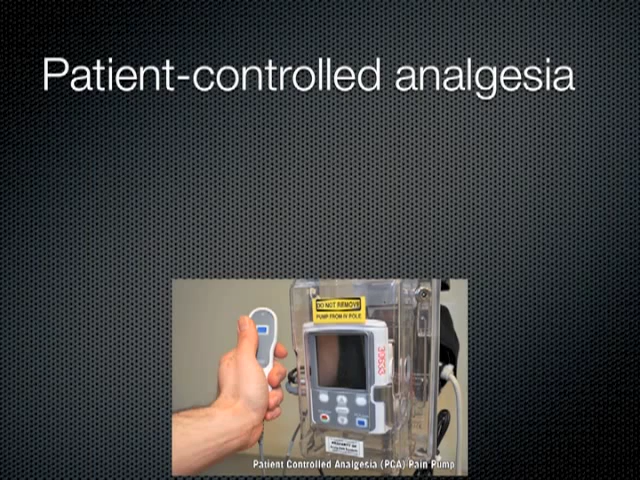 Patient-controlled analgesia
DO NOT REMOVE
PUMP FROM IV POLE
Patient Controlled Analgesia (PCA) Pain Pump